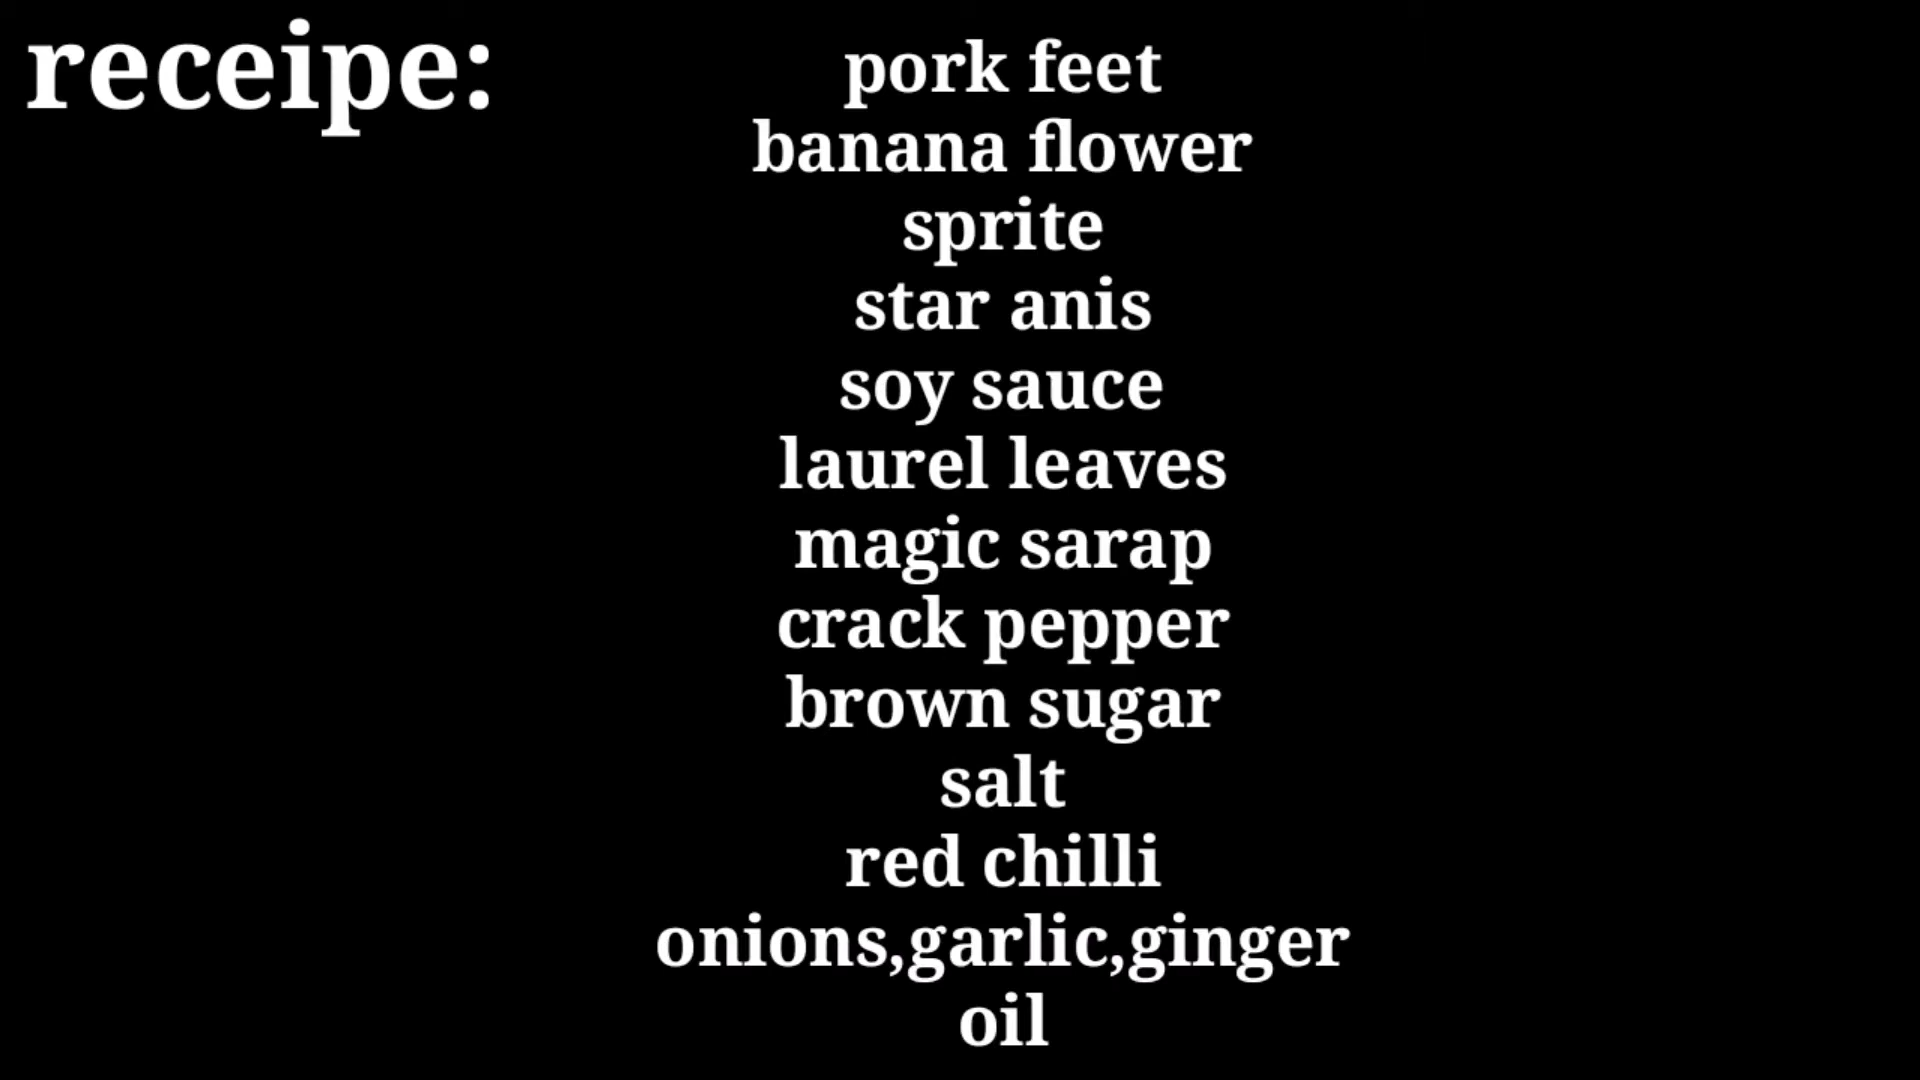 receipe:
pork feet
banana flower
sprite
star anis
soy sauce
laurel leaves
magic sarap
crack pepper
brown sugar
salt
red chilli
onions,garlic,ginger
oil